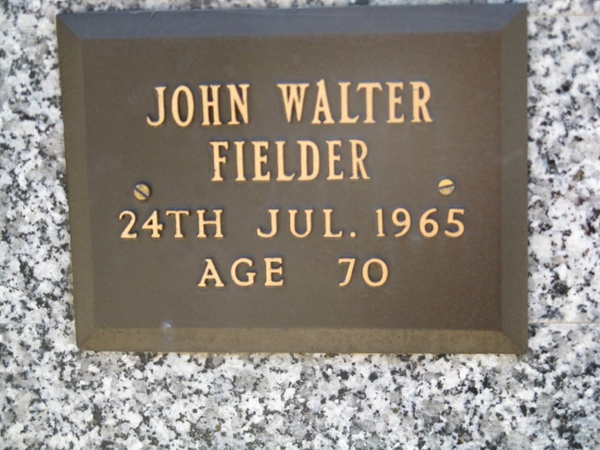 JOHN WALTER
FIELDER
24TH JUL. 1965
AGE 70